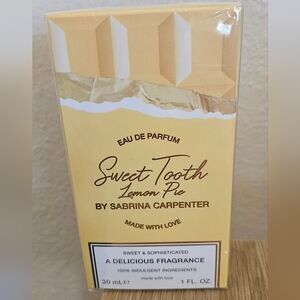 EAU DE PARFUM
Sweet Tooth
Lemon Pie
BY SABRINA CARPENTER
MADE WITH LOVE
SWEET & SOPHISTICATED
A DELICIOUS FRAGRANCE
100% INDULGENT INGREDIENTS
made with love
30 mL e 1 FL. OZ.